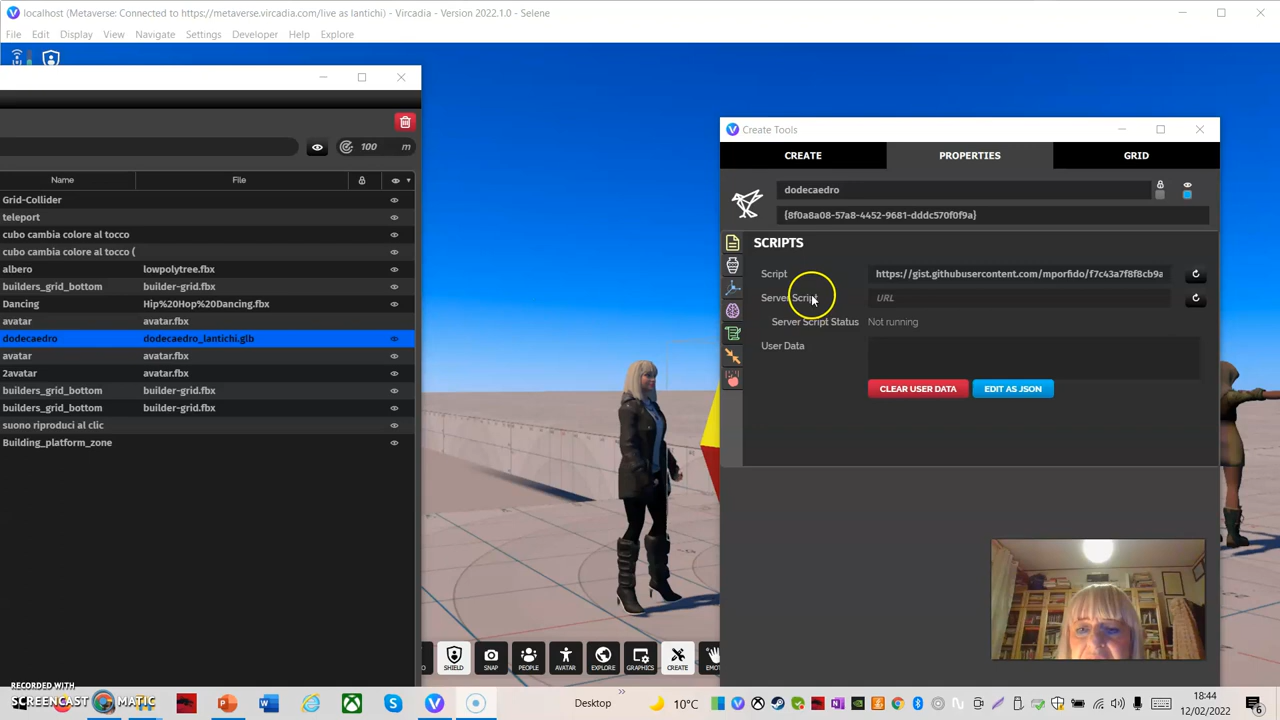 localhost (Metaverse: Connected to https://metaverse.vircadia.com/live as lantichi) - Vircadia - Version 2022.1.0 - Selene
File Edit Display View Navigate Settings Developer Help Explore
100 m
Name File
Grid-Collider
teleport
cubo cambia colore al tocco
cubo cambia colore al tocco (
albero lowpolytree.fbx
builders_grid_bottom builder-grid.fbx
Dancing Hip%20Hop%20Dancing.fbx
avatar avatar.fbx
dodecaedro dodecaedro_lantichi.glb
avatar avatar.fbx
2avatar avatar.fbx
builders_grid_bottom builder-grid.fbx
builders_grid_bottom builder-grid.fbx
suono riproduci al clic
Building_platform_zone
Create Tools
CREATE PROPERTIES GRID
dodecaedro
{8f0a8a08-57a8-4452-9681-dddc570f0f9a}
SCRIPTS
Script https://gist.githubusercontent.com/mporfido/f7c43a7f8f8cb9a
Server Script URL
Server Script Status Not running
User Data
CLEAR USER DATA EDIT AS JSON
SHIELD SNAP PEOPLE AVATAR EXPLORE GRAPHICS CREATE
RECORDED WITH
SCREENCAST MATIC
Desktop
10°C
18:44
12/02/2022
6